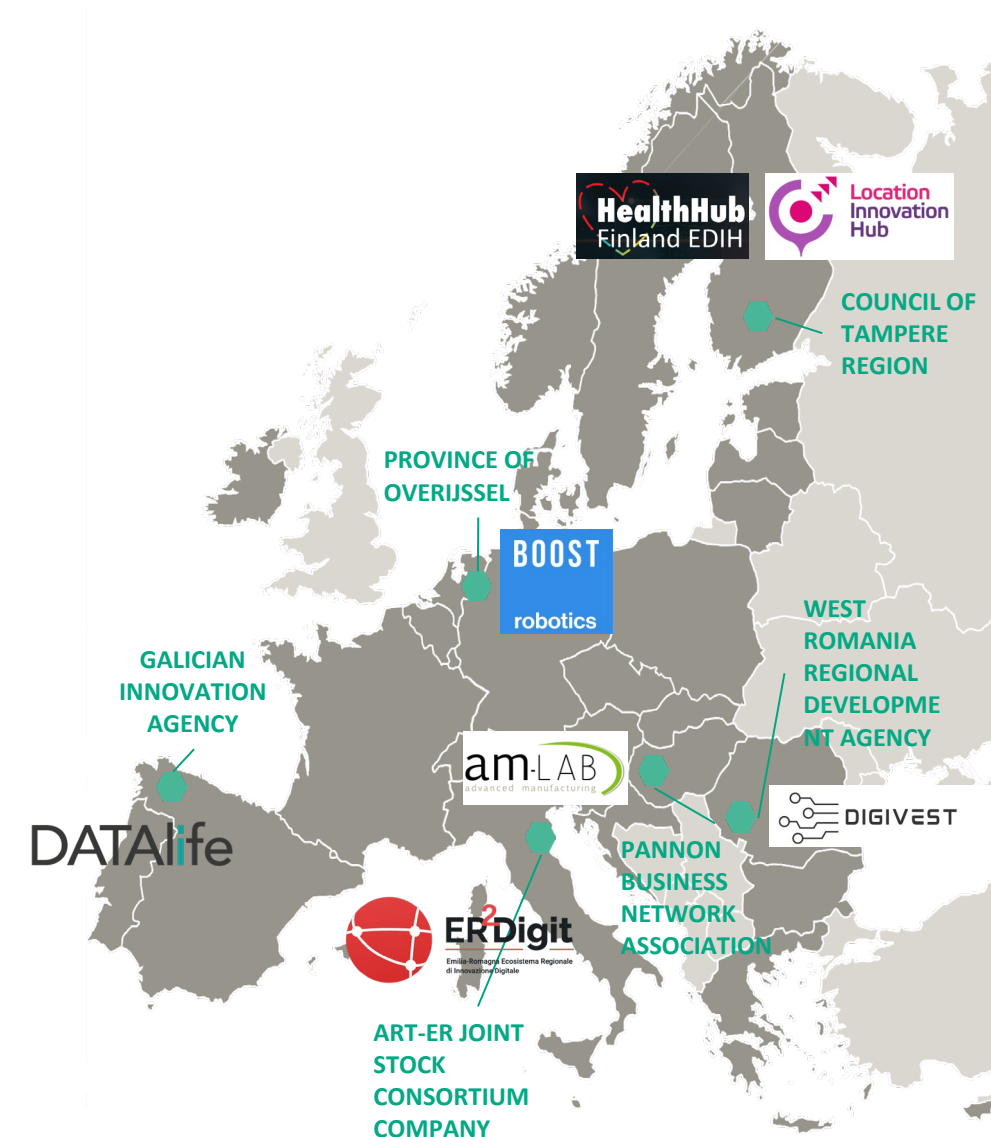 HealthHub
Finland EDIH
Location
Innovation
Hub
COUNCIL OF
TAMPERE
REGION
PROVINCE OF
OVERIJSSEL
BOOST
robotics
WEST
ROMANIA
REGIONAL
DEVELOPME
NT AGENCY
GALICIAN
INNOVATION
AGENCY
am-LAB
advanced manufacturing
DIGIVEST
DATAlife
PANNON
BUSINESS
NETWORK
ASSOCIATION
ER2Digit
Emilia-Romagna Ecosistema Regionale
di Innovazione Digitale
ART-ER JOINT
STOCK
CONSORTIUM
COMPANY